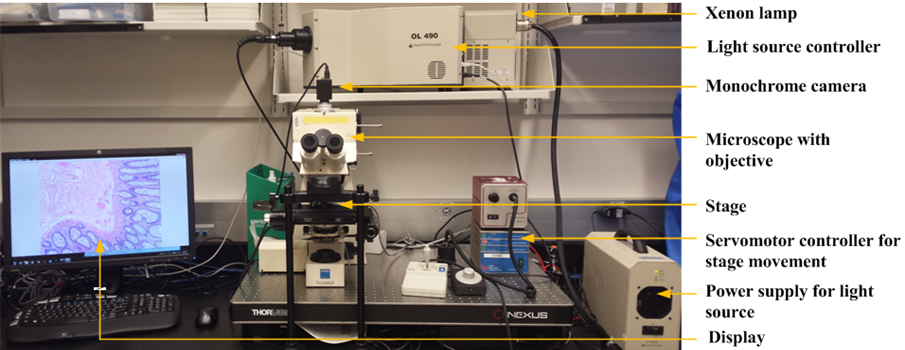 Xenon lamp
OL 490
Light source controller
Monochrome camera
Microscope with
objective
Stage
Servomotor controller for
stage movement
Power supply for light
source
THORLABS
NEXUS
Display